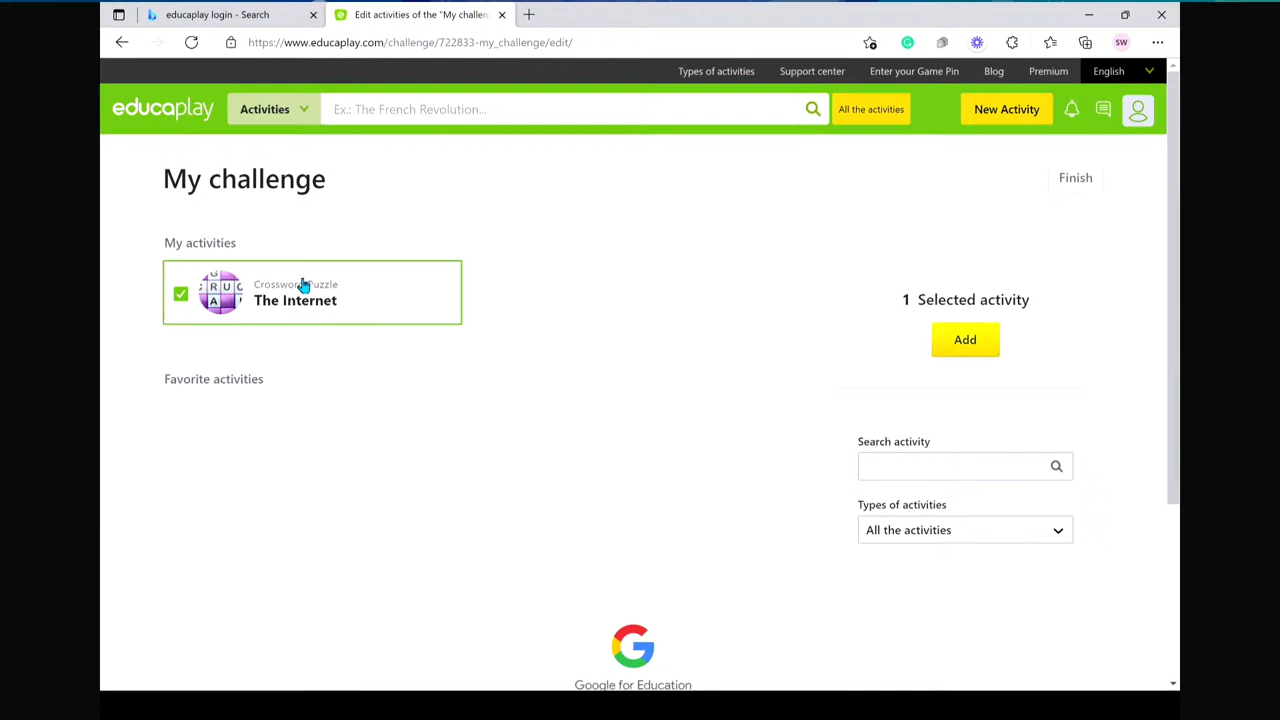 educaplay login - Search
Edit activities of the "My challen
https://www.educaplay.com/challenge/722833-my_challenge/edit/
SW
Types of activities Support center Enter your Game Pin Blog Premium English
educaplay
Activities
Ex.: The French Revolution...
All the activities
New Activity
My challenge
Finish
My activities
Crossword Puzzle
The Internet
1 Selected activity
Add
Favorite activities
Search activity
Types of activities
All the activities
Google for Education